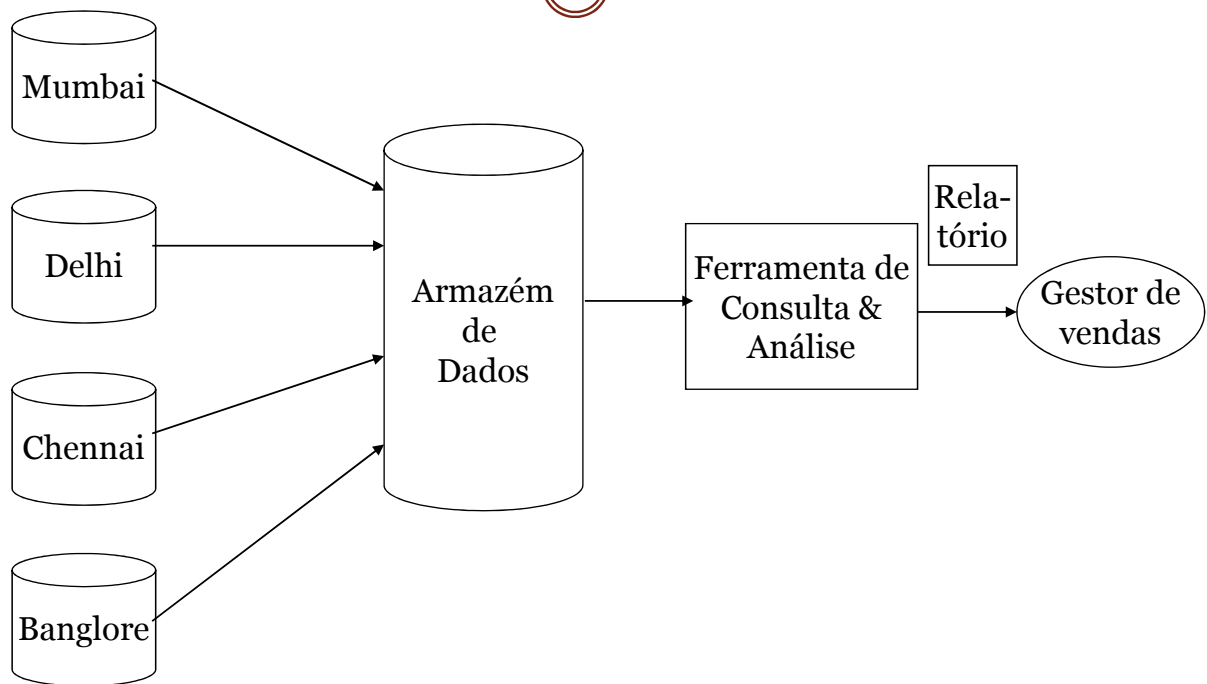 Mumbai
Delhi
Chennai
Banglore
Armazém
de
Dados
Ferramenta de
Consulta &
Análise
Rela-
tório
Gestor de
vendas